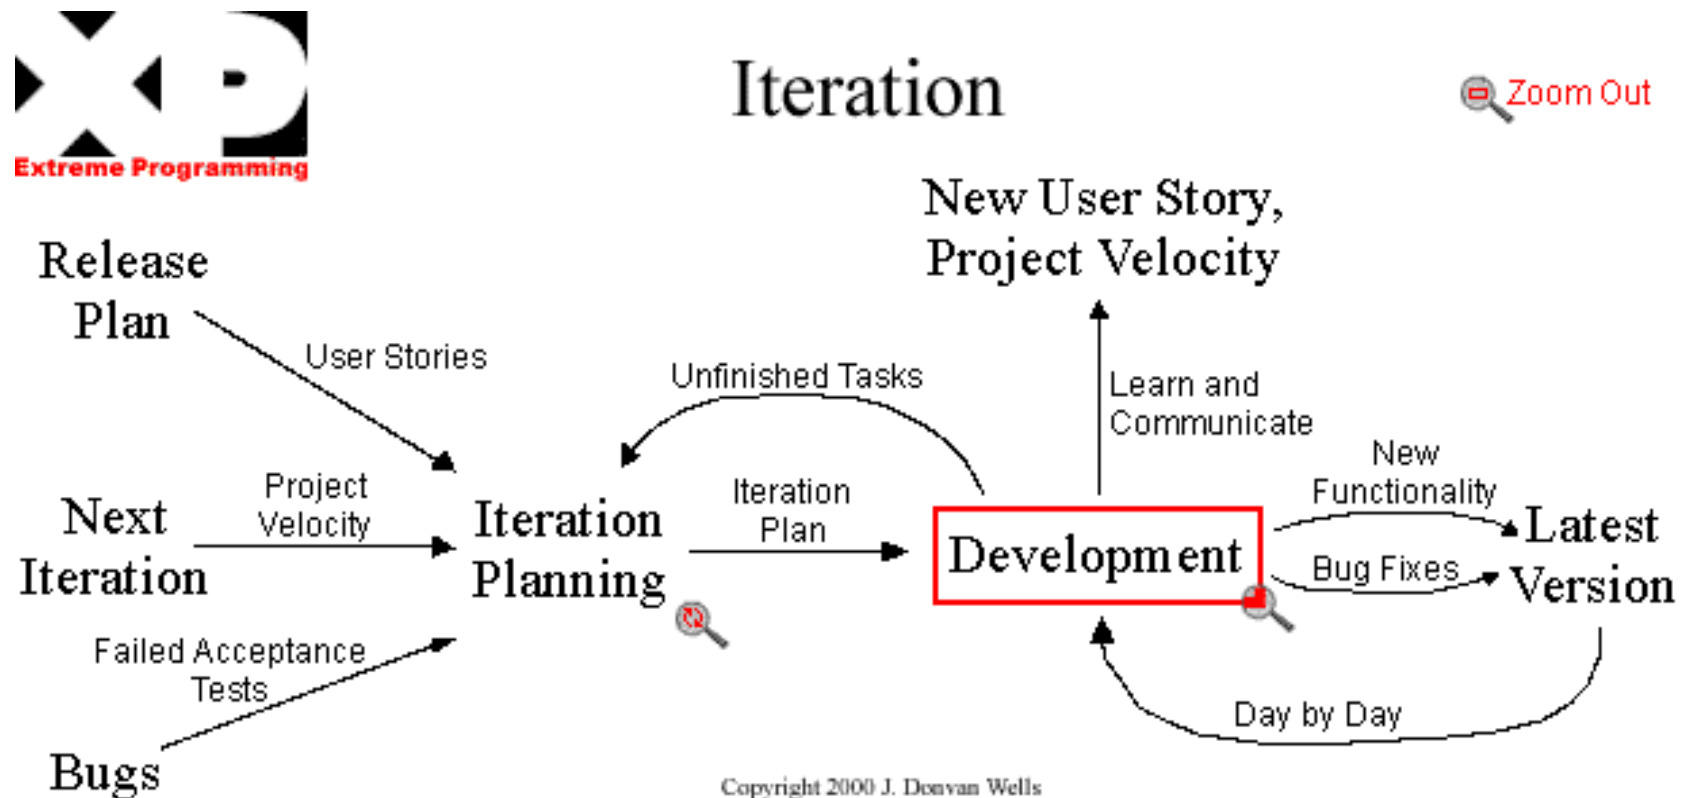 XP
Extreme Programming
Iteration
Zoom Out
New User Story,
Project Velocity
Release
Plan
User Stories
Unfinished Tasks
Learn and
Communicate
New
Functionality
Project
Velocity
Next
Iteration
Iteration
Planning
Iteration
Plan
Development
Bug Fixes
Latest
Version
Failed Acceptance
Tests
Bugs
Day by Day
Copyright 2000 J. Donvan Wells